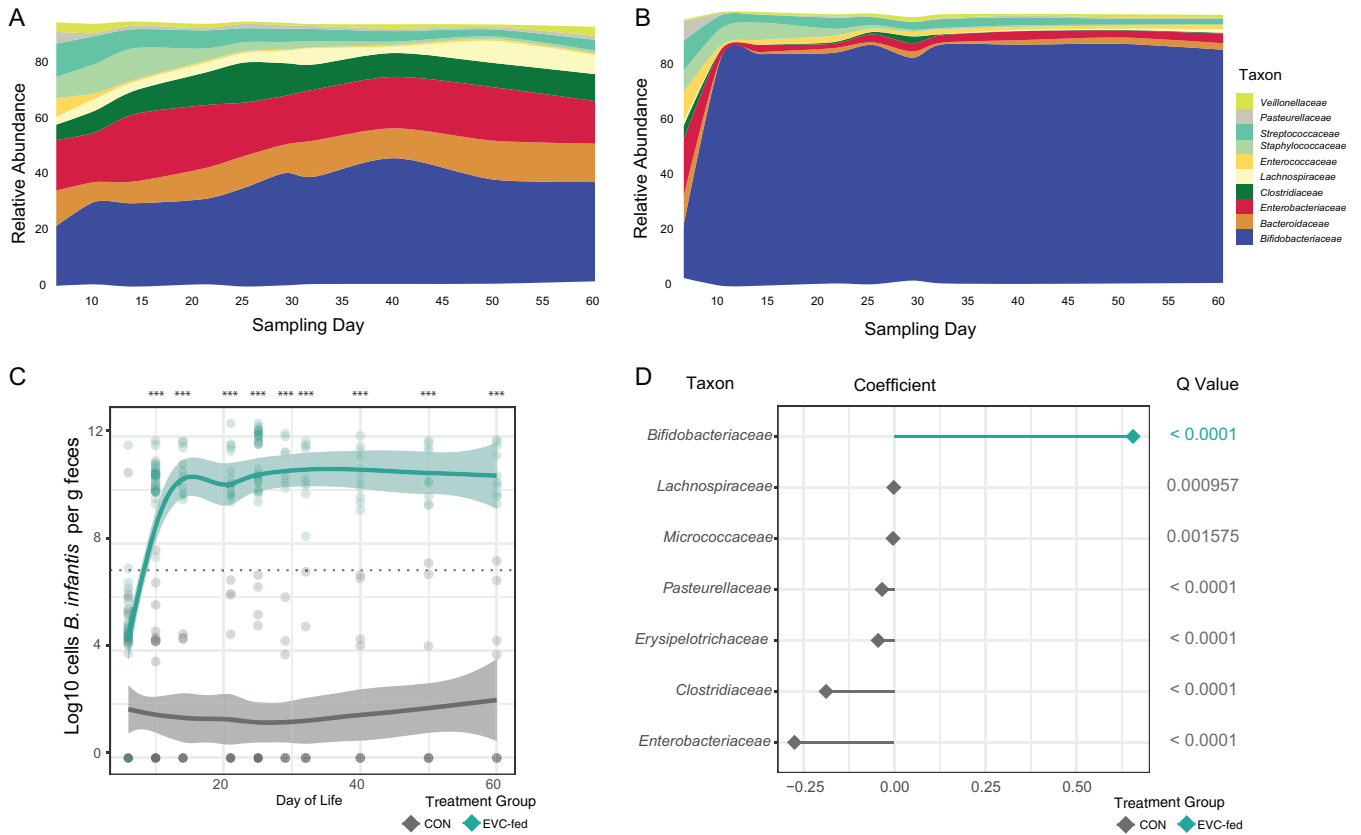 A
Relative Abundance
80
60
40
20
0
10 15 20 25 30 35 40 45 50 55 60
Sampling Day
B
Relative Abundance
80
60
40
20
0
10 15 20 25 30 35 40 45 50 55 60
Sampling Day
Taxon
Veillonellaceae
Pasteurellaceae
Streptococcaceae
Staphylococcaceae
Enterococcaceae
Lachnospiraceae
Clostridiaceae
Enterobacteriaceae
Bacteroidaceae
Bifidobacteriaceae
C
*** *** *** *** *** *** *** *** ***
Log10 cells B. infantis per g feces
12
8
4
0
20 40 60
Day of Life
Treatment Group
CON EVC-fed
D
Taxon Coefficient Q Value
Bifidobacteriaceae < 0.0001
Lachnospiraceae 0.000957
Micrococcaceae 0.001575
Pasteurellaceae < 0.0001
Erysipelotrichaceae < 0.0001
Clostridiaceae < 0.0001
Enterobacteriaceae < 0.0001
−0.25 0.00 0.25 0.50
Treatment Group
CON EVC-fed